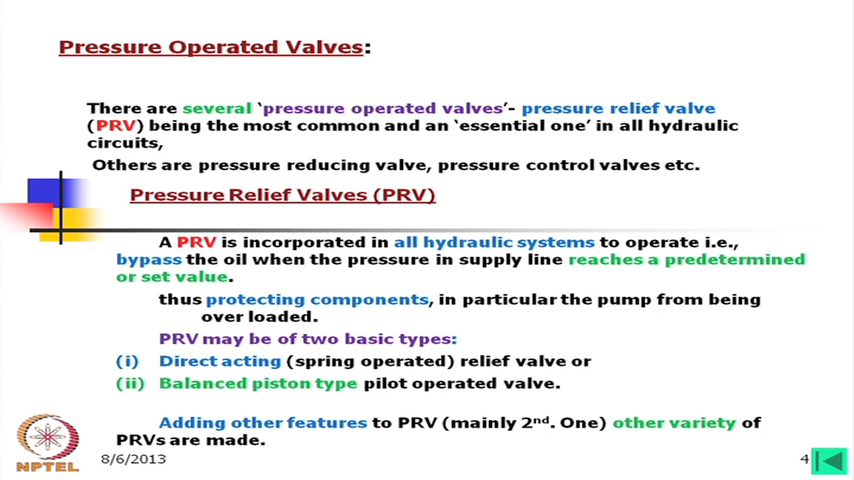 Pressure Operated Valves:
There are several ‘pressure operated valves’- pressure relief valve
(PRV) being the most common and an ‘essential one’ in all hydraulic
circuits,
Others are pressure reducing valve, pressure control valves etc.
Pressure Relief Valves (PRV)
A PRV is incorporated in all hydraulic systems to operate i.e.,
bypass the oil when the pressure in supply line reaches a predetermined
or set value.
thus protecting components, in particular the pump from being
over loaded.
PRV may be of two basic types:
(i) Direct acting (spring operated) relief valve or
(ii) Balanced piston type pilot operated valve.
Adding other features to PRV (mainly 2nd. One) other variety of
PRVs are made.
NPTEL
8/6/2013
4